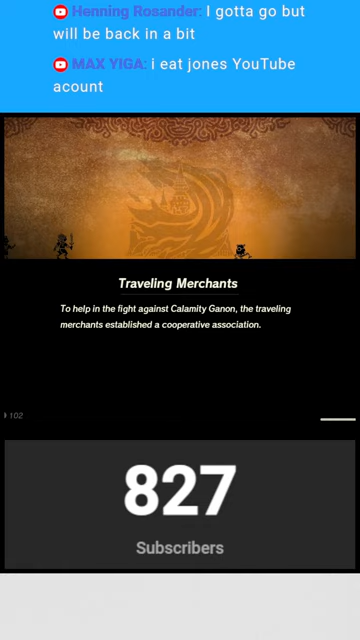 Henning Rosander: I gotta go but
will be back in a bit
MAX YIGA: i eat jones YouTube
acount
Traveling Merchants
To help in the fight against Calamity Ganon, the traveling
merchants established a cooperative association.
102
827
Subscribers